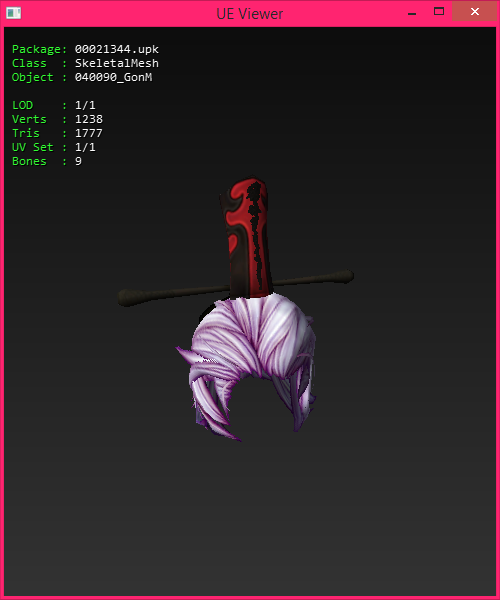 UE Viewer
Package: 00021344.upk
Class : SkeletalMesh
Object : 040090_GonM
LOD : 1/1
Verts : 1238
Tris : 1777
UV Set : 1/1
Bones : 9